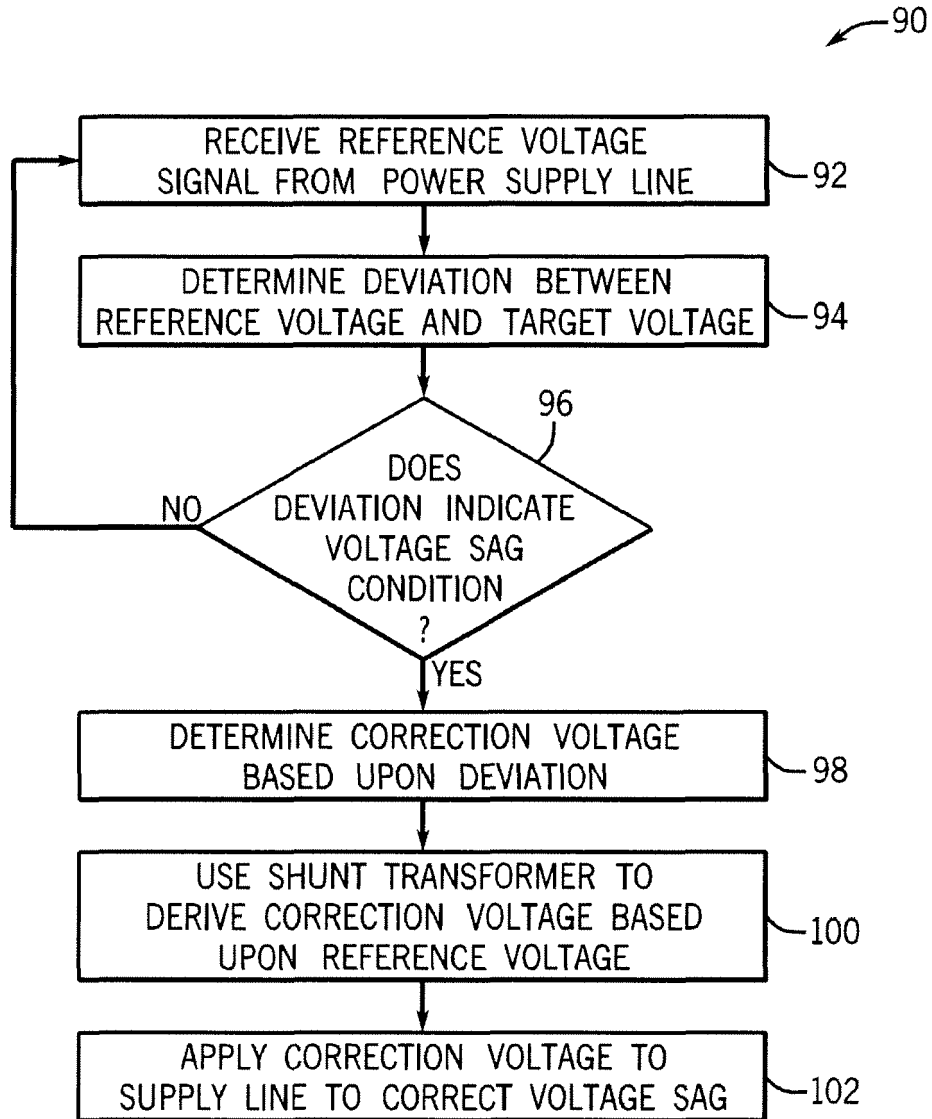 90
RECEIVE REFERENCE VOLTAGE
SIGNAL FROM POWER SUPPLY LINE
92
DETERMINE DEVIATION BETWEEN
REFERENCE VOLTAGE AND TARGET VOLTAGE
94
96
DOES
DEVIATION INDICATE
VOLTAGE SAG
CONDITION
?
NO
YES
DETERMINE CORRECTION VOLTAGE
BASED UPON DEVIATION
98
USE SHUNT TRANSFORMER TO
DERIVE CORRECTION VOLTAGE BASED
UPON REFERENCE VOLTAGE
100
APPLY CORRECTION VOLTAGE TO
SUPPLY LINE TO CORRECT VOLTAGE SAG
102